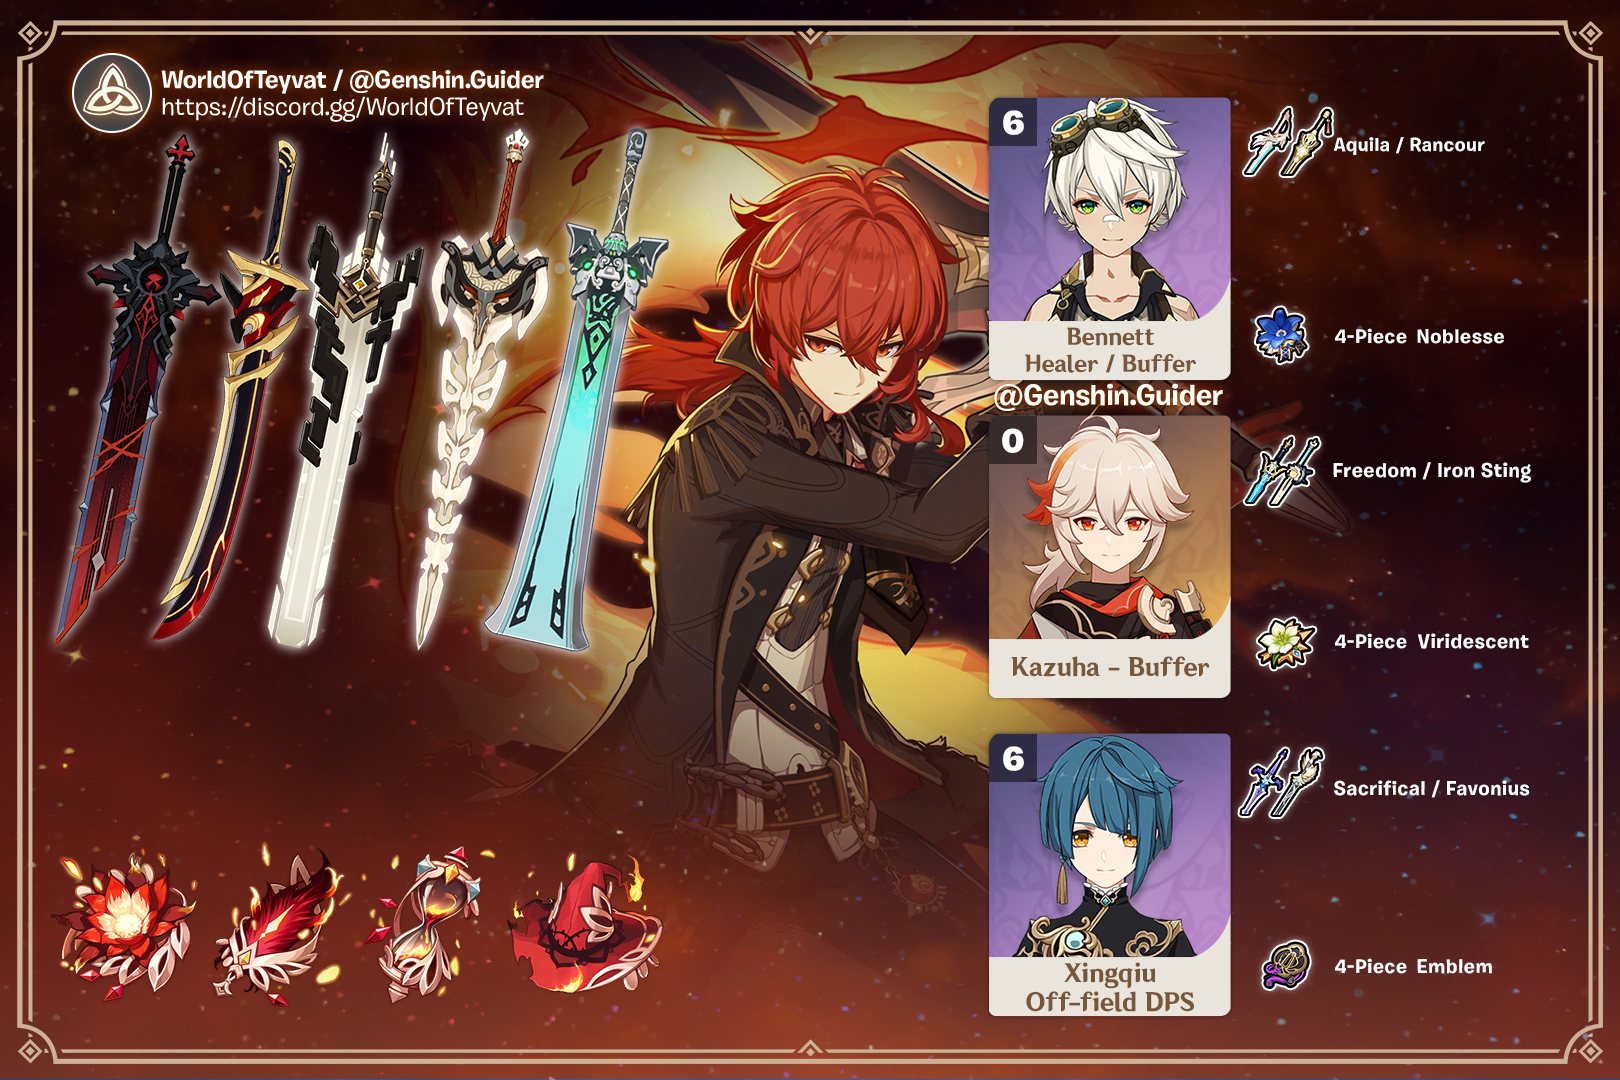 WorldOfTeyvat / @Genshin.Guider
https://discord.gg/WorldOfTeyvat
6
Bennett
Healer / Buffer
Aquila / Rancour
4-Piece Noblesse
@Genshin.Guider
0
Kazuha - Buffer
Freedom / Iron Sting
4-Piece Viridescent
6
Xingqiu
Off-field DPS
Sacrifical / Favonius
4-Piece Emblem